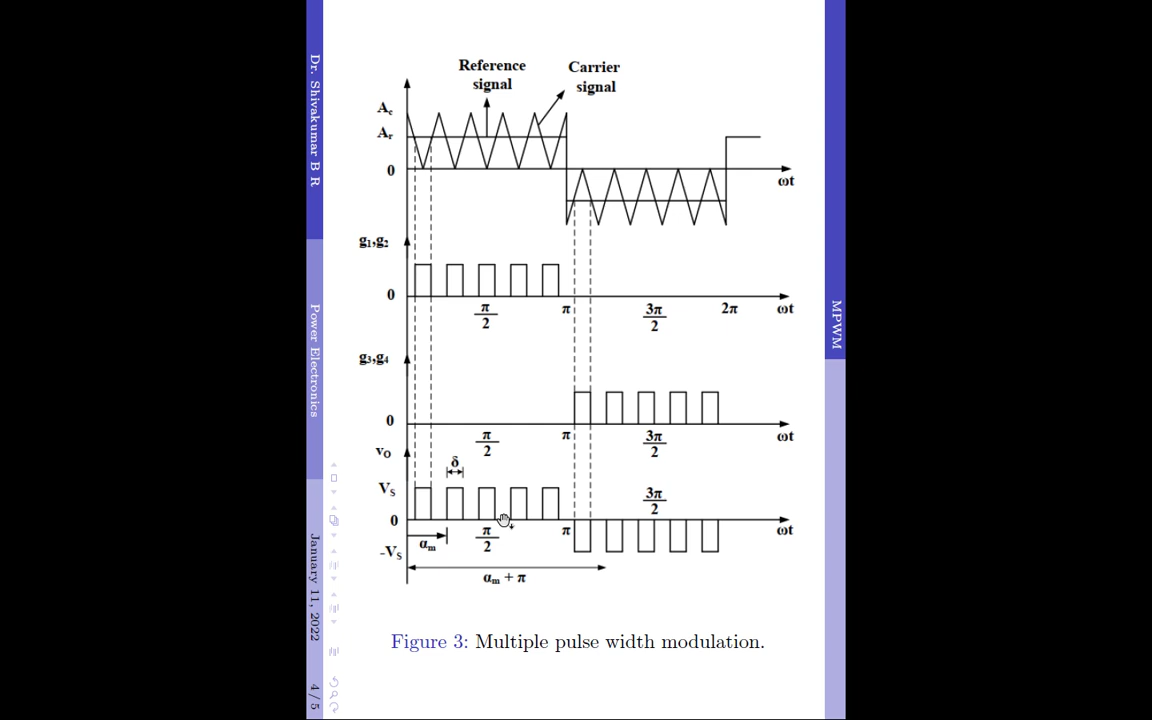 Dr. Shivakumar B R
Power Electronics
January 11, 2022
4 / 5
MPWM
Reference signal
Carrier signal
Ac
Ar
0
ωt
g1,g2
0
π/2
π
3π/2
2π
ωt
g3,g4
0
π/2
π
3π/2
ωt
vO
δ
VS
3π/2
0
αm
π/2
π
ωt
-VS
αm + π
Figure 3: Multiple pulse width modulation.